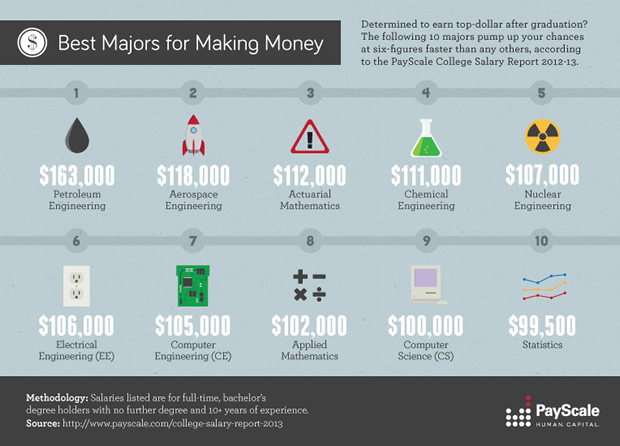 $ Best Majors for Making Money
Determined to earn top-dollar after graduation?
The following 10 majors pump up your chances
at six-figures faster than any others, according
to the PayScale College Salary Report 2012-13.
1 2 3 4 5
$163,000 $118,000 $112,000 $111,000 $107,000
Petroleum Aerospace Actuarial Chemical Nuclear
Engineering Engineering Mathematics Engineering Engineering
6 7 8 9 10
$106,000 $105,000 $102,000 $100,000 $99,500
Electrical Computer Applied Computer Statistics
Engineering (EE) Engineering (CE) Mathematics Science (CS)
Methodology: Salaries listed are for full-time, bachelor's
degree holders with no further degree and 10+ years of experience.
Source: http://www.payscale.com/college-salary-report-2013
PayScale
HUMAN CAPITAL.